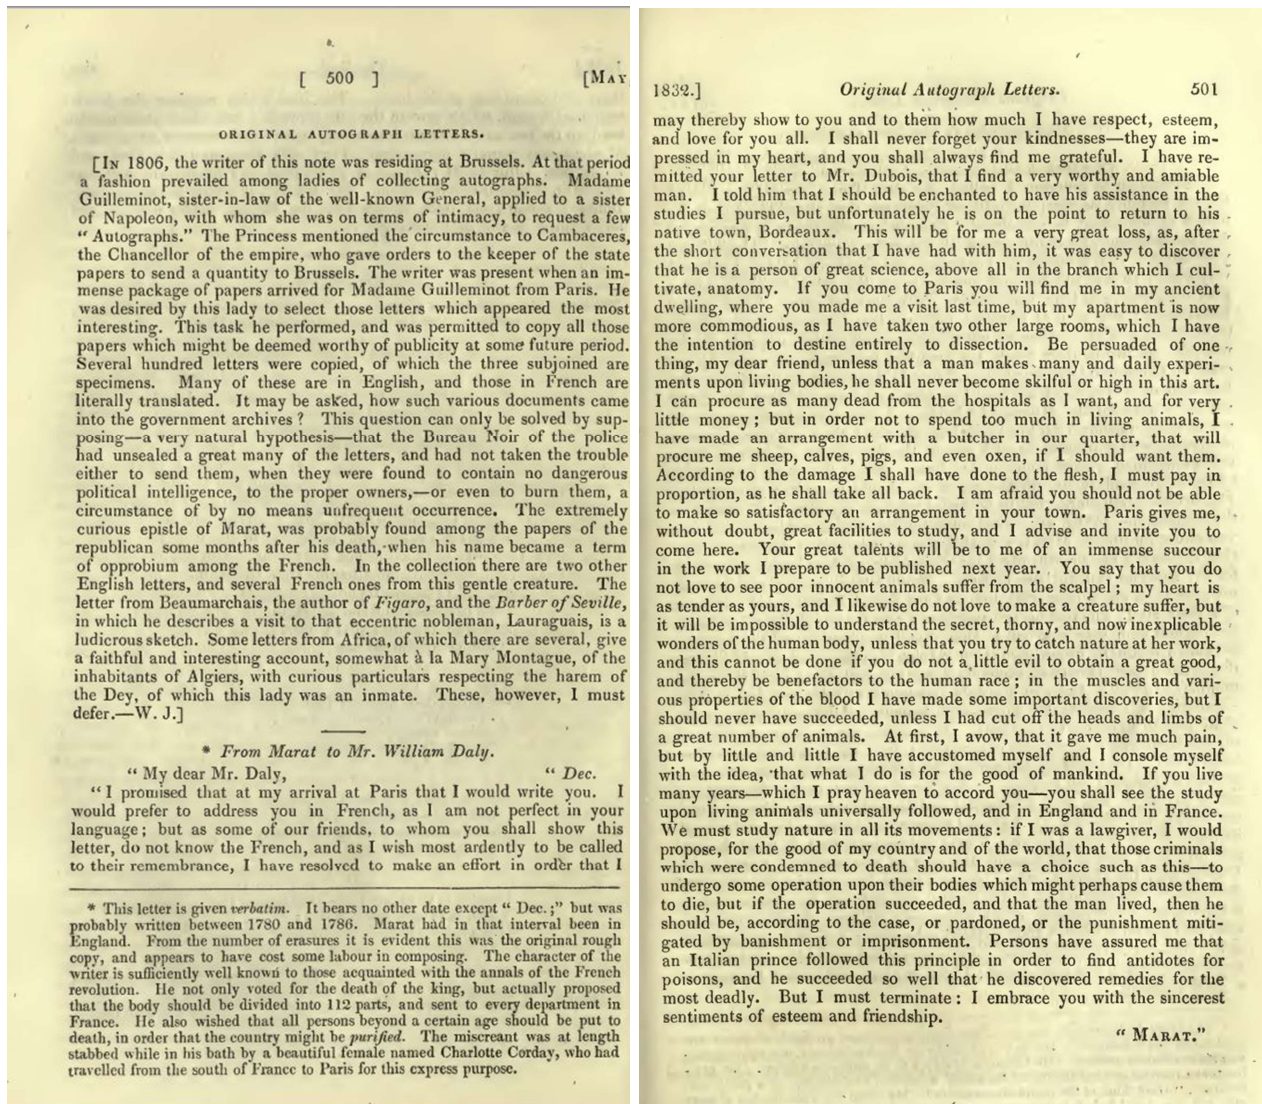 [ 500 ] [MAY
ORIGINAL AUTOGRAPH LETTERS.
[IN 1806, the writer of this note was residing at Brussels. At that period
a fashion prevailed among ladies of collecting autographs. Madame
Guilleminot, sister-in-law of the well-known General, applied to a sister
of Napoleon, with whom she was on terms of intimacy, to request a few
“ Autographs.” The Princess mentioned the circumstance to Cambaceres,
the Chancellor of the empire, who gave orders to the keeper of the state
papers to send a quantity to Brussels. The writer was present when an im-
mense package of papers arrived for Madame Guilleminot from Paris. He
was desired by this lady to select those letters which appeared the most
interesting. This task he performed, and was permitted to copy all those
papers which might be deemed worthy of publicity at some future period.
Several hundred letters were copied, of which the three subjoined are
specimens. Many of these are in English, and those in French are
literally translated. It may be asked, how such various documents came
into the government archives ? This question can only be solved by sup-
posing—a very natural hypothesis—that the Bureau Noir of the police
had unsealed a great many of the letters, and had not taken the trouble
either to send them, when they were found to contain no dangerous
political intelligence, to the proper owners,—or even to burn them, a
circumstance of by no means unfrequent occurrence. The extremely
curious epistle of Marat, was probably found among the papers of the
republican some months after his death, when his name became a term
of opprobium among the French. In the collection there are two other
English letters, and several French ones from this gentle creature. The
letter from Beaumarchais, the author of Figaro, and the Barber of Seville,
in which he describes a visit to that eccentric nobleman, Lauraguais, is a
ludicrous sketch. Some letters from Africa, of which there are several, give
a faithful and interesting account, somewhat à la Mary Montague, of the
inhabitants of Algiers, with curious particulars respecting the harem of
the Dey, of which this lady was an inmate. These, however, I must
defer.—W. J.]
* From Marat to Mr. William Daly.
“ My dear Mr. Daly, “ Dec.
“ I promised that at my arrival at Paris that I would write you. I
would prefer to address you in French, as I am not perfect in your
language ; but as some of our friends, to whom you shall show this
letter, do not know the French, and as I wish most ardently to be called
to their remembrance, I have resolved to make an effort in order that I
* This letter is given verbatim. It bears no other date except “ Dec. ;” but was
probably written between 1780 and 1786. Marat had in that interval been in
England. From the number of erasures it is evident this was the original rough
copy, and appears to have cost some labour in composing. The character of the
writer is sufficiently well known to those acquainted with the annals of the French
revolution. He not only voted for the death of the king, but actually proposed
that the body should be divided into 112 parts, and sent to every department in
France. He also wished that all persons beyond a certain age should be put to
death, in order that the country might be purified. The miscreant was at length
stabbed while in his bath by a beautiful female named Charlotte Corday, who had
travelled from the south of France to Paris for this express purpose.
1832.] Original Autograph Letters. 501
may thereby show to you and to them how much I have respect, esteem,
and love for you all. I shall never forget your kindnesses—they are im-
pressed in my heart, and you shall always find me grateful. I have re-
mitted your letter to Mr. Dubois, that I find a very worthy and amiable
man. I told him that I should be enchanted to have his assistance in the
studies I pursue, but unfortunately he is on the point to return to his
native town, Bordeaux. This will be for me a very great loss, as, after
the short conversation that I have had with him, it was easy to discover
that he is a person of great science, above all in the branch which I cul-
tivate, anatomy. If you come to Paris you will find me in my ancient
dwelling, where you made me a visit last time, but my apartment is now
more commodious, as I have taken two other large rooms, which I have
the intention to destine entirely to dissection. Be persuaded of one
thing, my dear friend, unless that a man makes many and daily experi-
ments upon living bodies, he shall never become skilful or high in this art.
I can procure as many dead from the hospitals as I want, and for very
little money ; but in order not to spend too much in living animals, I
have made an arrangement with a butcher in our quarter, that will
procure me sheep, calves, pigs, and even oxen, if I should want them.
According to the damage I shall have done to the flesh, I must pay in
proportion, as he shall take all back. I am afraid you should not be able
to make so satisfactory an arrangement in your town. Paris gives me,
without doubt, great facilities to study, and I advise and invite you to
come here. Your great talents will be to me of an immense succour
in the work I prepare to be published next year. You say that you do
not love to see poor innocent animals suffer from the scalpel ; my heart is
as tender as yours, and I likewise do not love to make a creature suffer, but
it will be impossible to understand the secret, thorny, and now inexplicable
wonders of the human body, unless that you try to catch nature at her work,
and this cannot be done if you do not a little evil to obtain a great good,
and thereby be benefactors to the human race ; in the muscles and vari-
ous properties of the blood I have made some important discoveries, but I
should never have succeeded, unless I had cut off the heads and limbs of
a great number of animals. At first, I avow, that it gave me much pain,
but by little and little I have accustomed myself and I console myself
with the idea, that what I do is for the good of mankind. If you live
many years—which I pray heaven to accord you—you shall see the study
upon living animals universally followed, and in England and in France.
We must study nature in all its movements : if I was a lawgiver, I would
propose, for the good of my country and of the world, that those criminals
which were condemned to death should have a choice such as this—to
undergo some operation upon their bodies which might perhaps cause them
to die, but if the operation succeeded, and that the man lived, then he
should be, according to the case, or pardoned, or the punishment miti-
gated by banishment or imprisonment. Persons have assured me that
an Italian prince followed this principle in order to find antidotes for
poisons, and he succeeded so well that he discovered remedies for the
most deadly. But I must terminate : I embrace you with the sincerest
sentiments of esteem and friendship.
“ MARAT.”